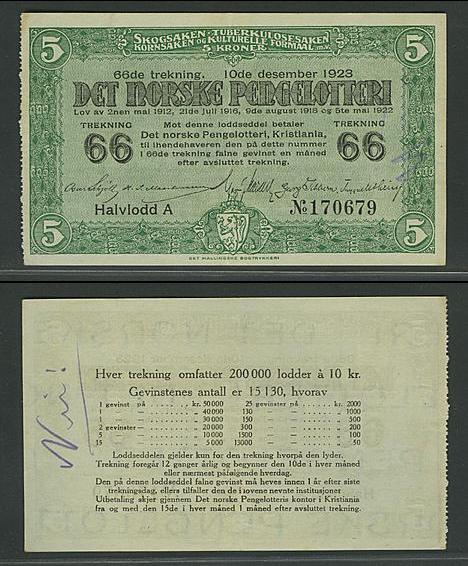 5 SKOGSAKEN - TUBERKULOSESAKEN 5
KORNSAKEN OG KULTURELLE FORMAAL M.V.
5 KRONER
66de trekning. 10de desember 1923
DET NORSKE PENGELOTTERI
Lov av 2nen mai 1912, 21de juli 1916, 9de august 1918 og 5te mai 1922
TREKNING Mot denne loddseddel betaler TREKNING
66 Det norske Pengelotteri, Kristiania, 66
til ihendehaveren den på dette nummer
i 66de trekning falne gevinst en måned
efter avsluttet trekning.
Halvlodd A No 170679
5 5
DET MALLINGSKE BOGTRYKKERI
Hver trekning omfatter 200 000 lodder à 10 kr.
Gevinstenes antall er 15 130, hvorav
1 gevinst på ........ kr. 50 000 25 gevinster på ........ kr. 2000
1 — — ........ - 40 000 130 — — ........ - 1000
1 — — ........ - 30 000 150 — — ........ - 500
2 gevinster — ........ - 20 000 300 — — ........ - 200
5 — — ........ - 10 000 1500 — — ........ - 100
15 — — ........ - 5 000 13000 — — ........ - 50
Loddseddelen gjelder kun for den trekning hvorpå den lyder.
Trekning foregår 12 ganger årlig og begynner den 10de i hver måned
eller nærmest påfølgende hverdag.
Den på denne loddseddel falne gevinst må heves innen 1 år efter siste
trekningsdag, ellers tilfaller den de i ovene nevnte institusjoner
Utbetaling skjer gjennem Det norske Pengelotteris kontor i Kristiania
fra og med den 15de i hver måned 1 måned efter avsluttet trekning.